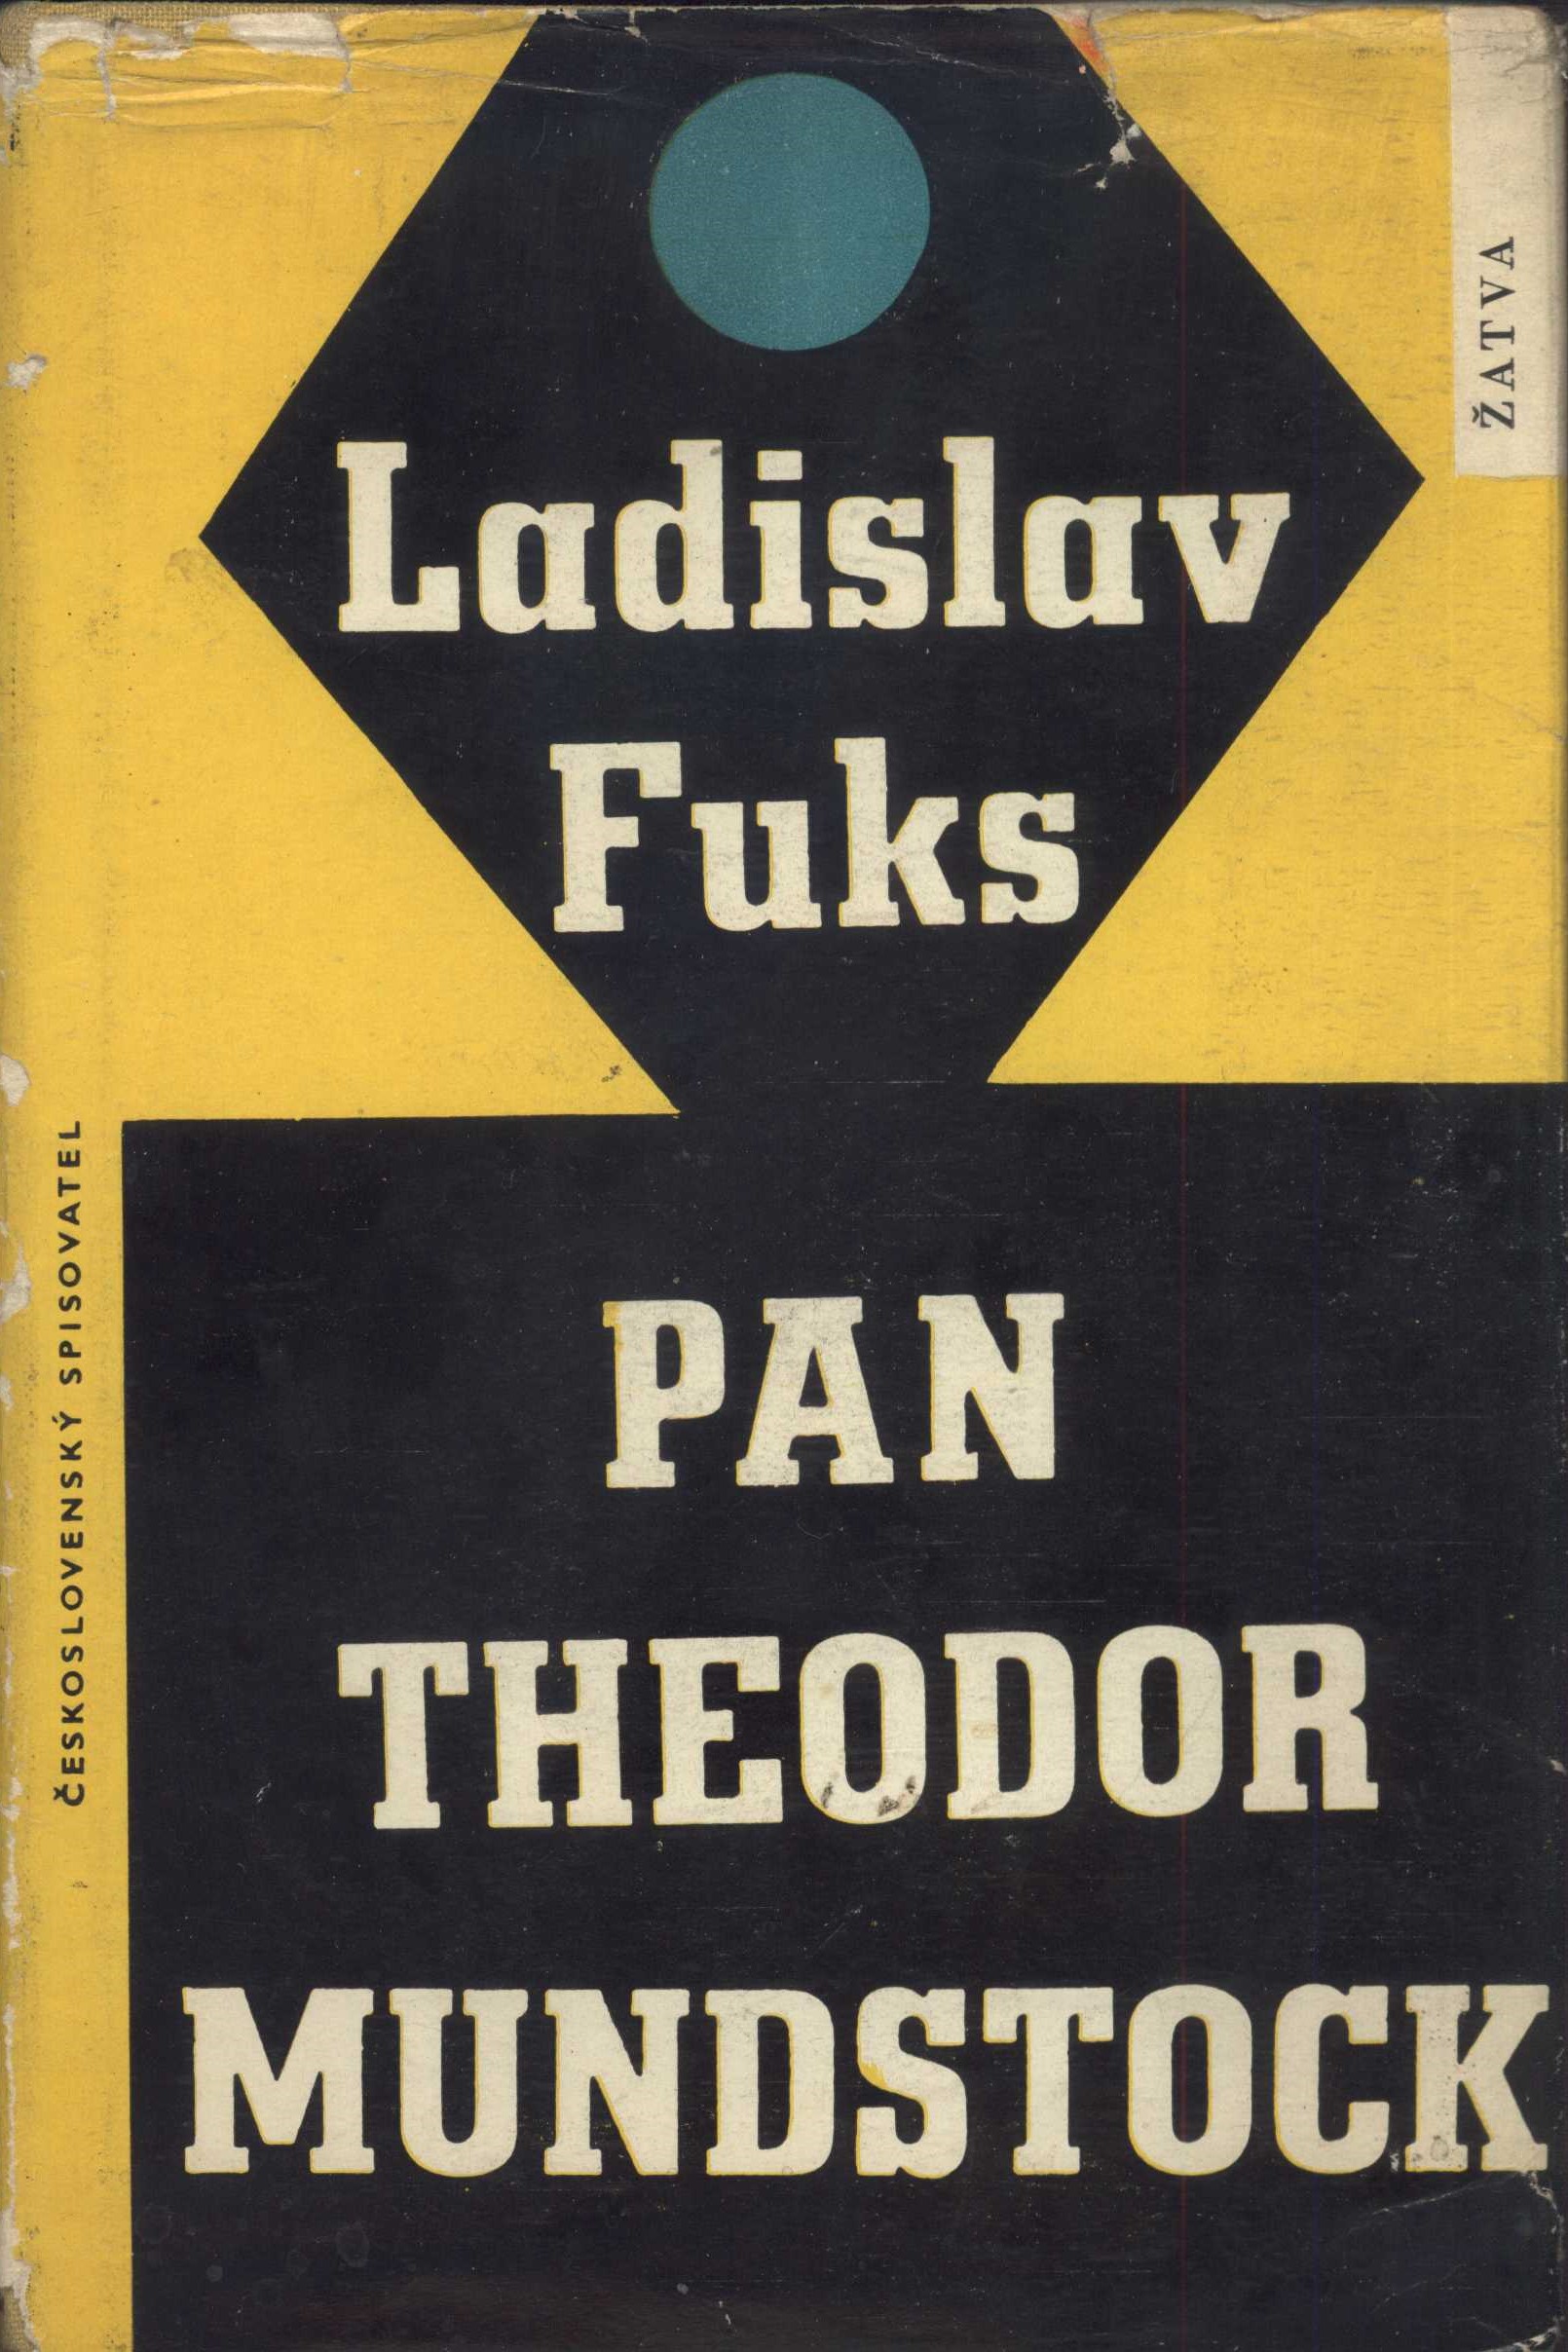 ŽATVA
Ladislav
Fuks
ČESKOSLOVENSKÝ SPISOVATEL
PAN
THEODOR
MUNDSTOCK